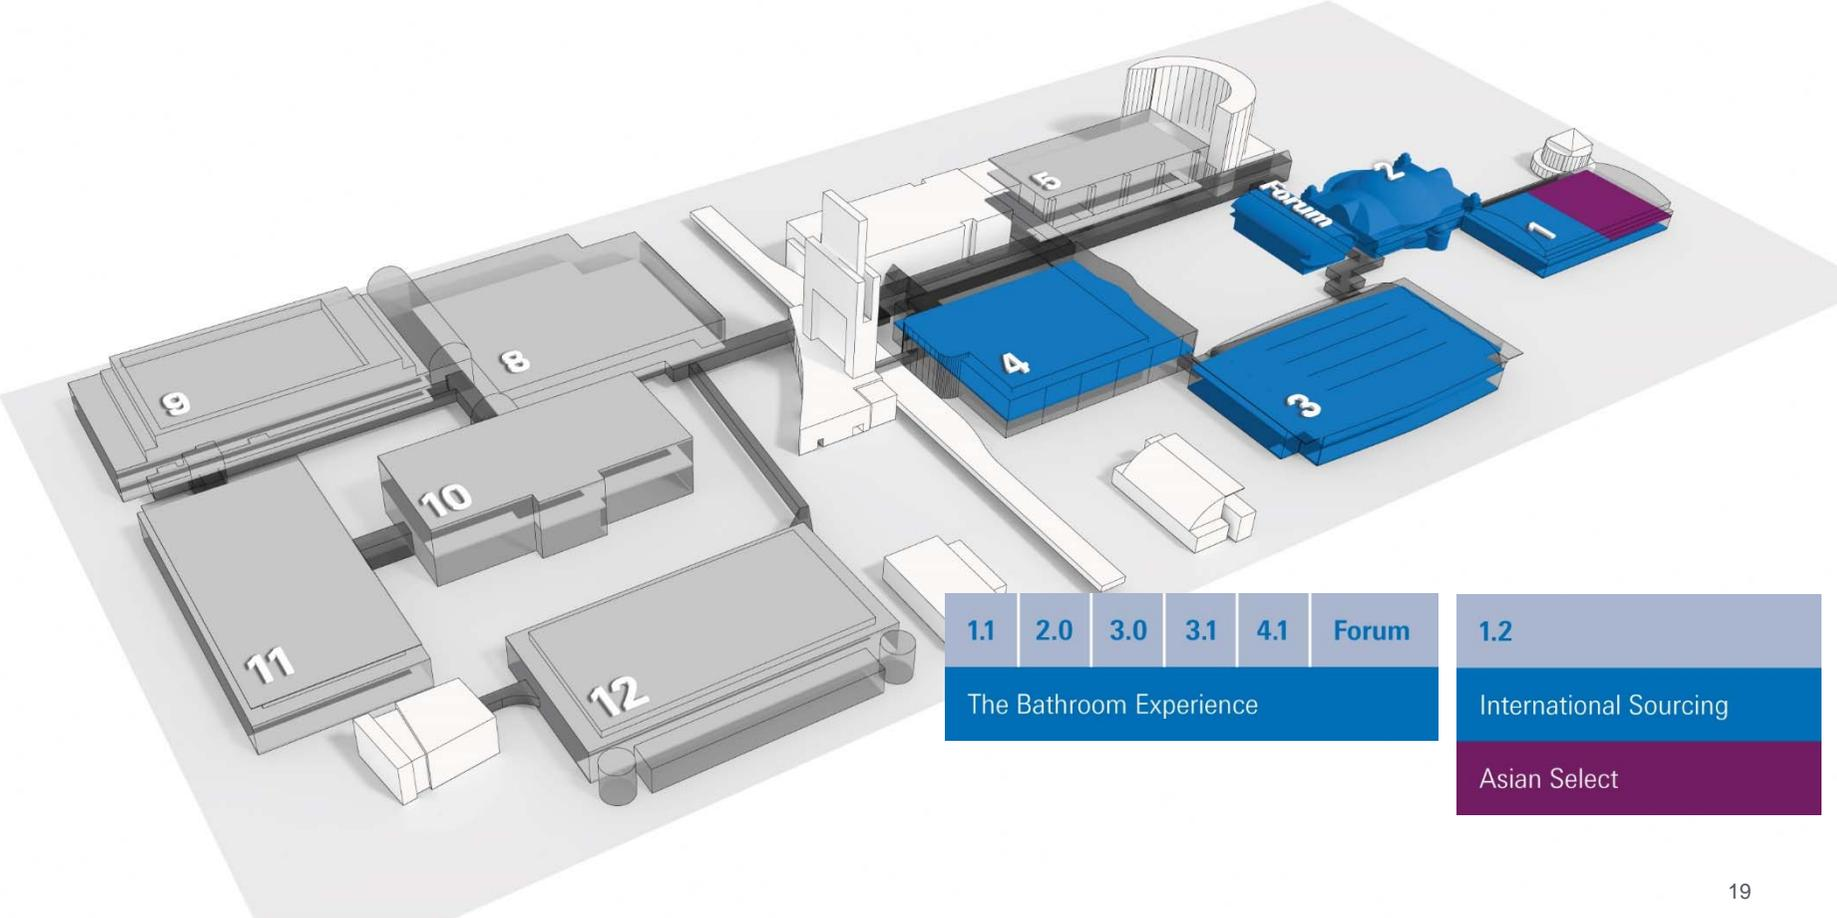 5
Forum
2
1
8
4
9
3
10
11
12
1.1 2.0 3.0 3.1 4.1 Forum
The Bathroom Experience
1.2
International Sourcing
Asian Select
19